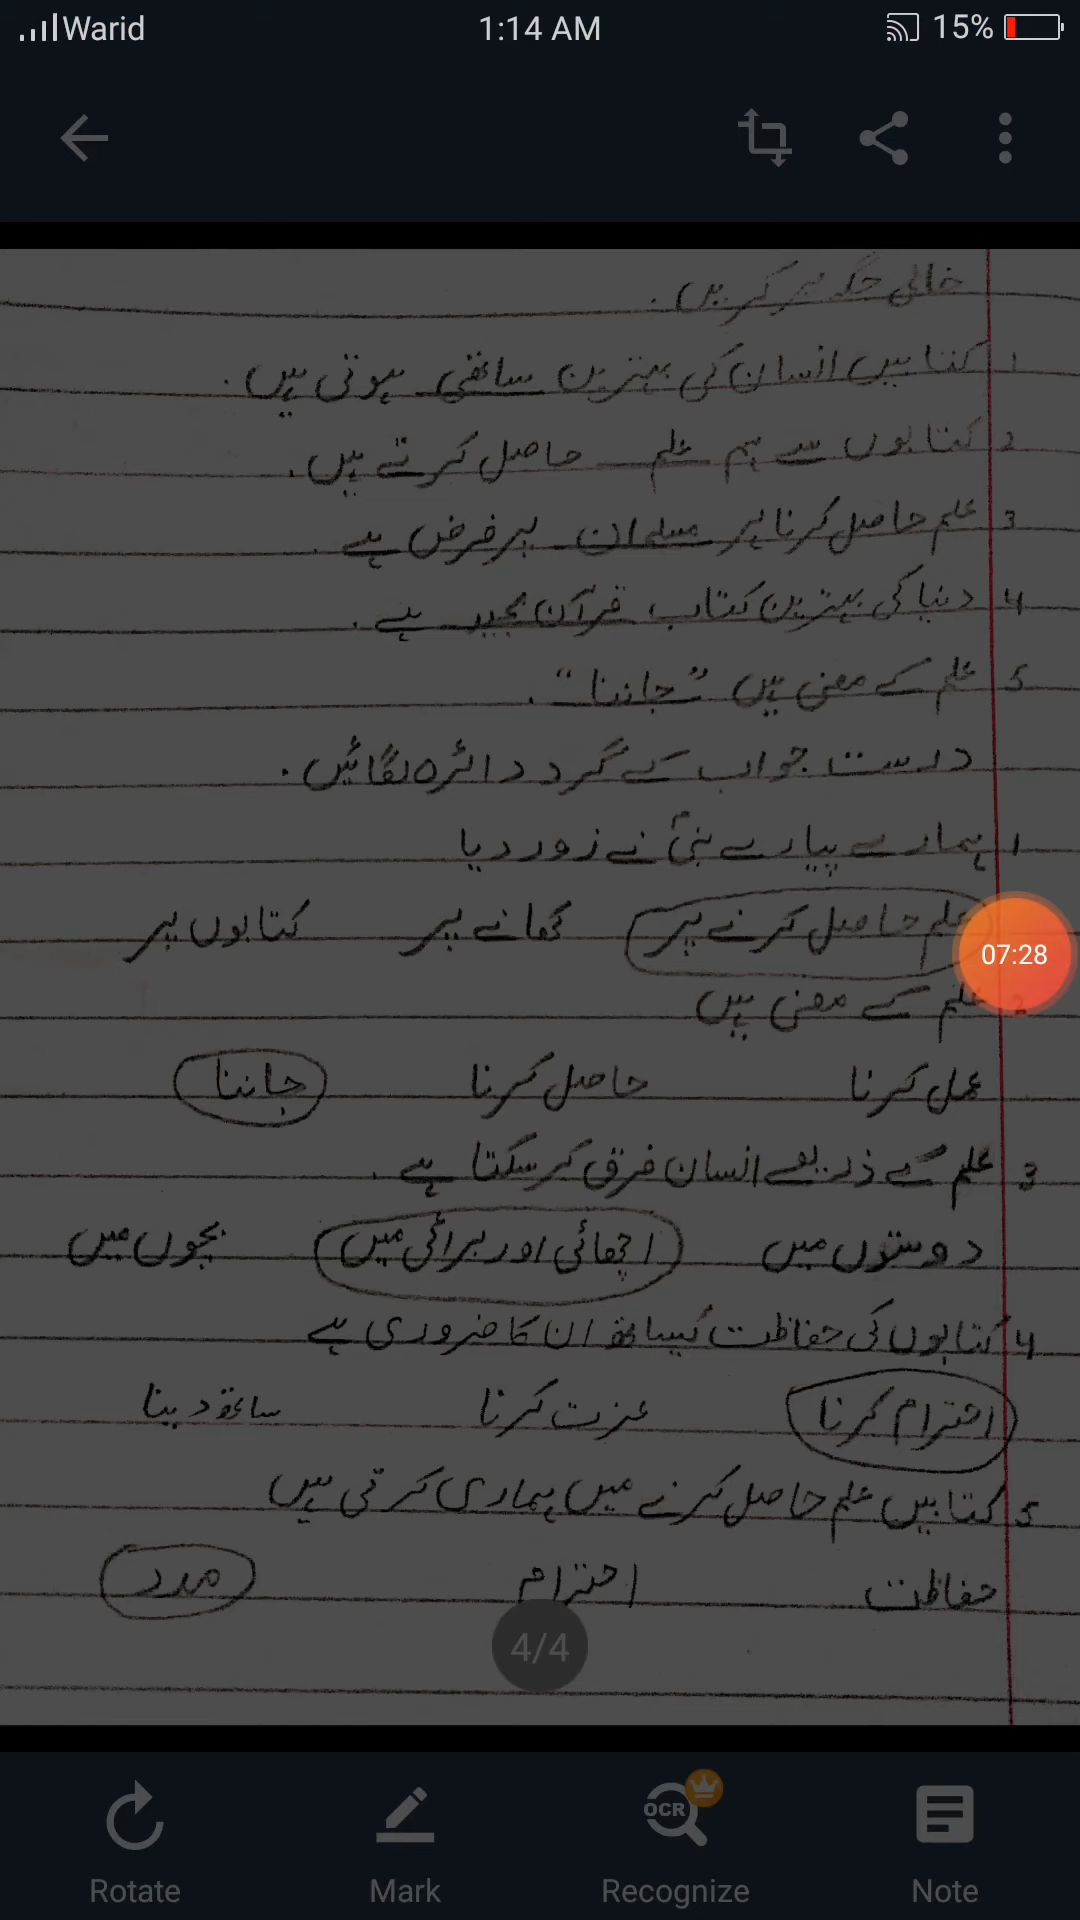 Warid 1:14 AM 15%
خالی جگہ پر کریں.
1 کتابیں انسان کی بہترین ساتھی ہوتی ہیں.
2 کتابوں سے ہم علم حاصل کرتے ہیں.
3 علم حاصل کرنا ہر مسلمان پر فرض ہے.
4 دنیا کی بہترین کتاب قرآن مجید ہے.
5 علم کے معنی ہیں "جاننا".
درست جواب کے گرد دائرہ لگائیں.
1 ہمارے پیارے نبیؐ نے زور دیا
علم حاصل کرنے پر کھانے پر کتابوں پر
07:28
2 علم کے معنی ہیں
عمل کرنا حاصل کرنا جاننا
3 علم کے ذریعے انسان فرق کر سکتا ہے.
دوستوں میں اچھائی اور برائی میں بچوں میں
4 کتابوں کی حفاظت کیساتھ ان کا ضروری ہے
احترام کرنا عزت کرنا ساتھ دینا
5 کتابیں علم حاصل کرنے میں ہماری کرتی ہیں
حفاظت احترام مدد
4/4
OCR
Rotate Mark Recognize Note